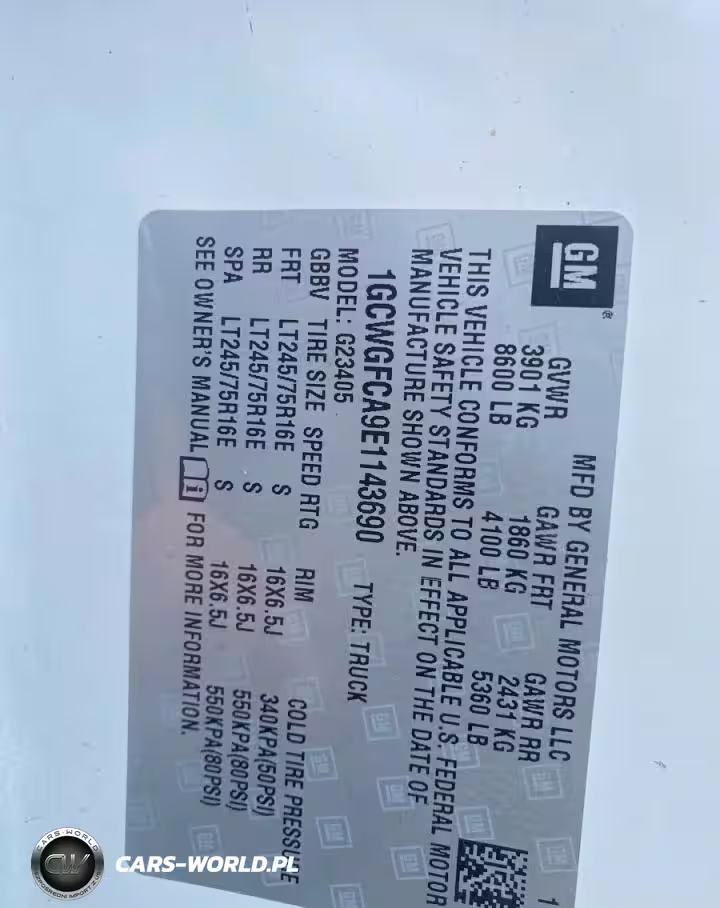 GM
MFD BY GENERAL MOTORS LLC 1
GVWR GAWR FRT GAWR RR
3901 KG 1860 KG 2431 KG
8600 LB 4100 LB 5360 LB
THIS VEHICLE CONFORMS TO ALL APPLICABLE U.S. FEDERAL MOTOR
VEHICLE SAFETY STANDARDS IN EFFECT ON THE DATE OF
MANUFACTURE SHOWN ABOVE.
1GCWGFCA9E1143690 TYPE: TRUCK
MODEL: G23405
GBBV TIRE SIZE SPEED RTG RIM COLD TIRE PRESSURE
FRT LT245/75R16E S 16X6.5J 340KPA(50PSI)
RR LT245/75R16E S 16X6.5J 550KPA(80PSI)
SPA LT245/75R16E S 16X6.5J 550KPA(80PSI)
SEE OWNER'S MANUAL FOR MORE INFORMATION.
CARS-WORLD
CW
CARS-WORLD.PL